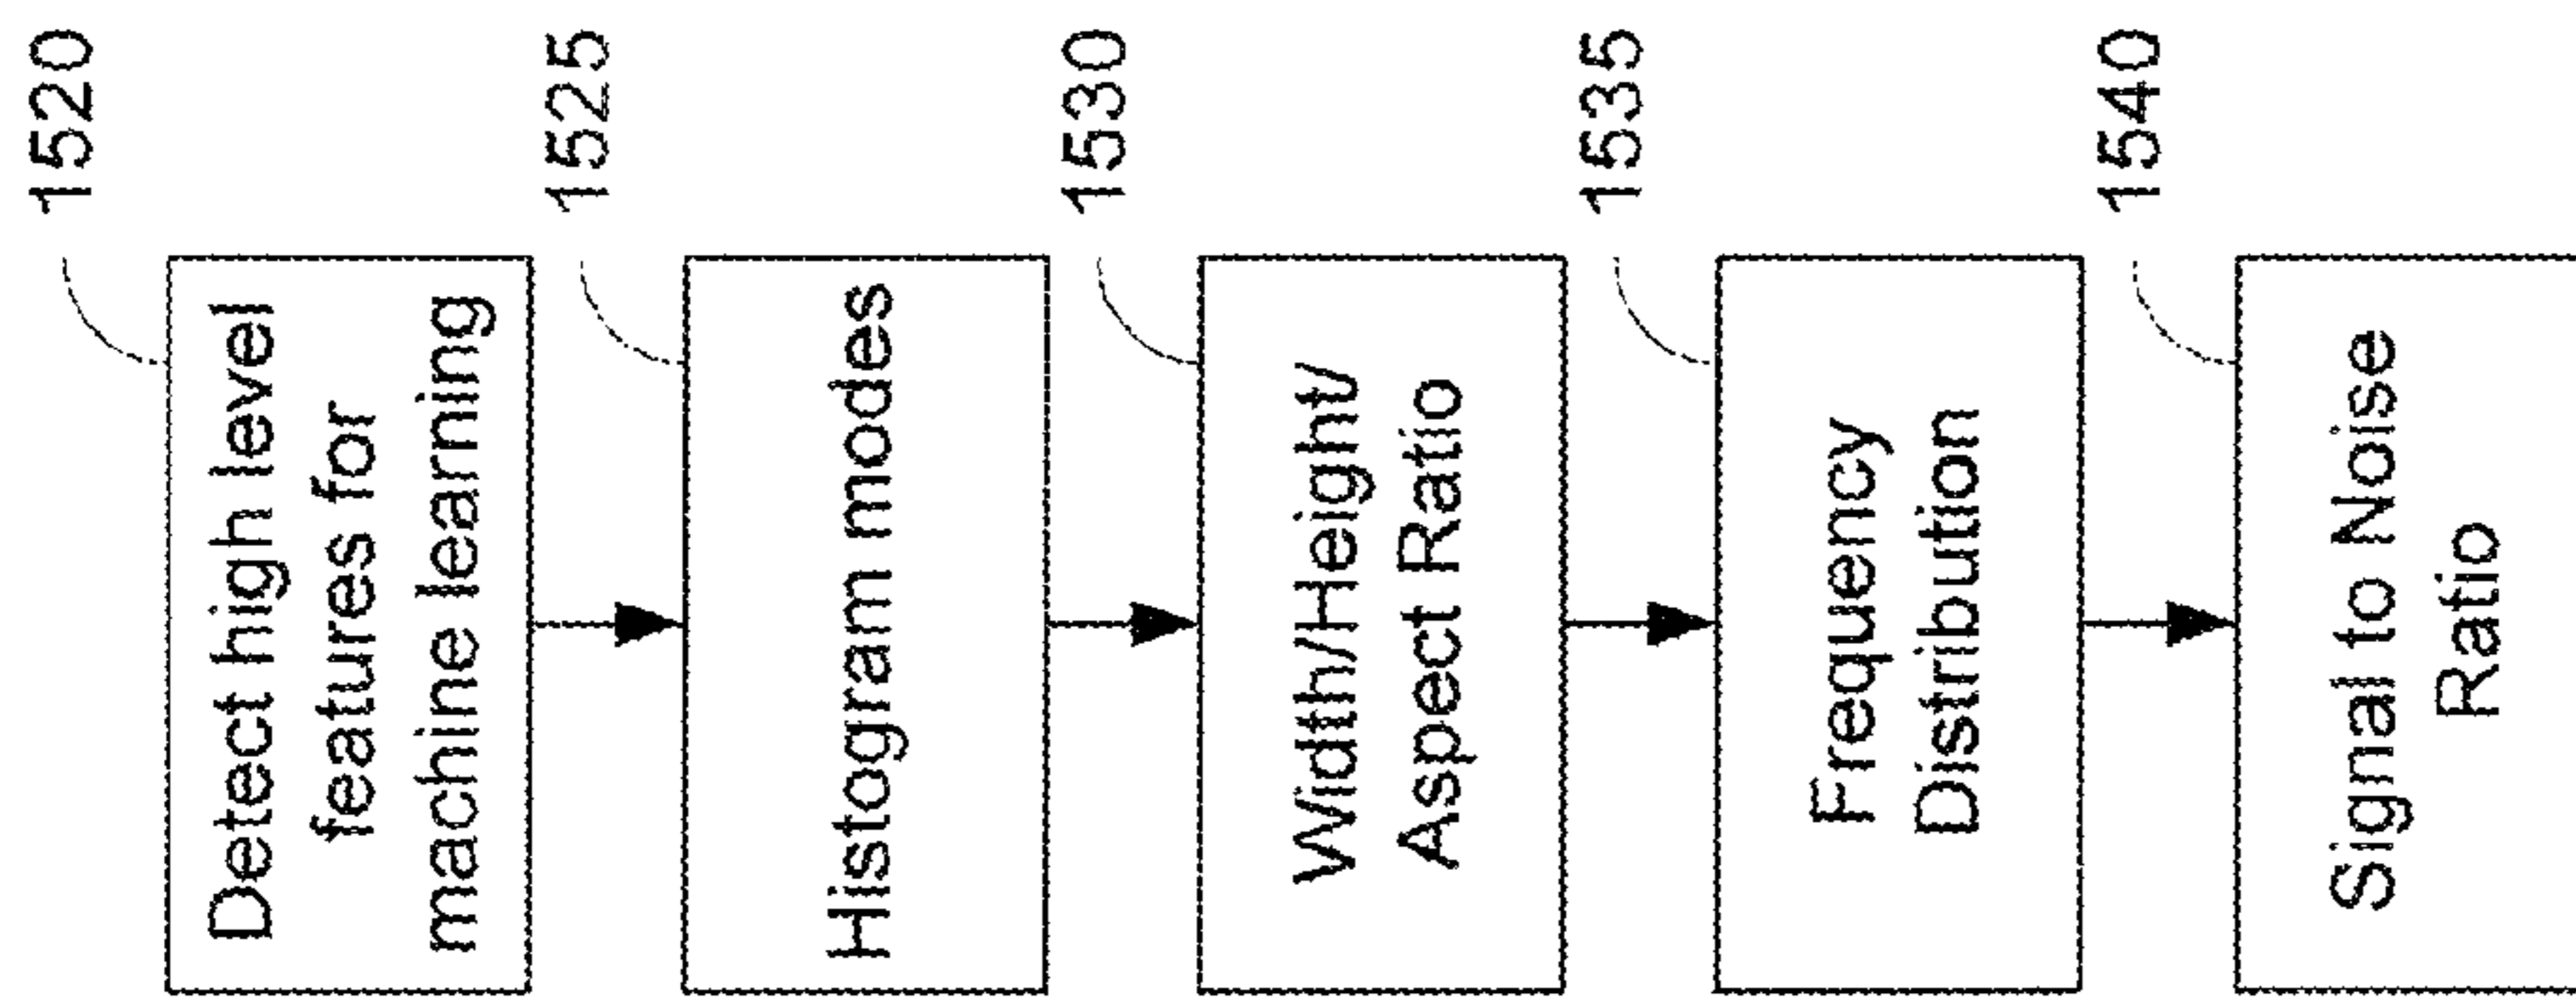 Detect high level
features for
machine learning
1520
Histogram modes
1525
Width/Height/
Aspect Ratio
1530
Frequency
Distribution
1535
Signal to Noise
Ratio
1540